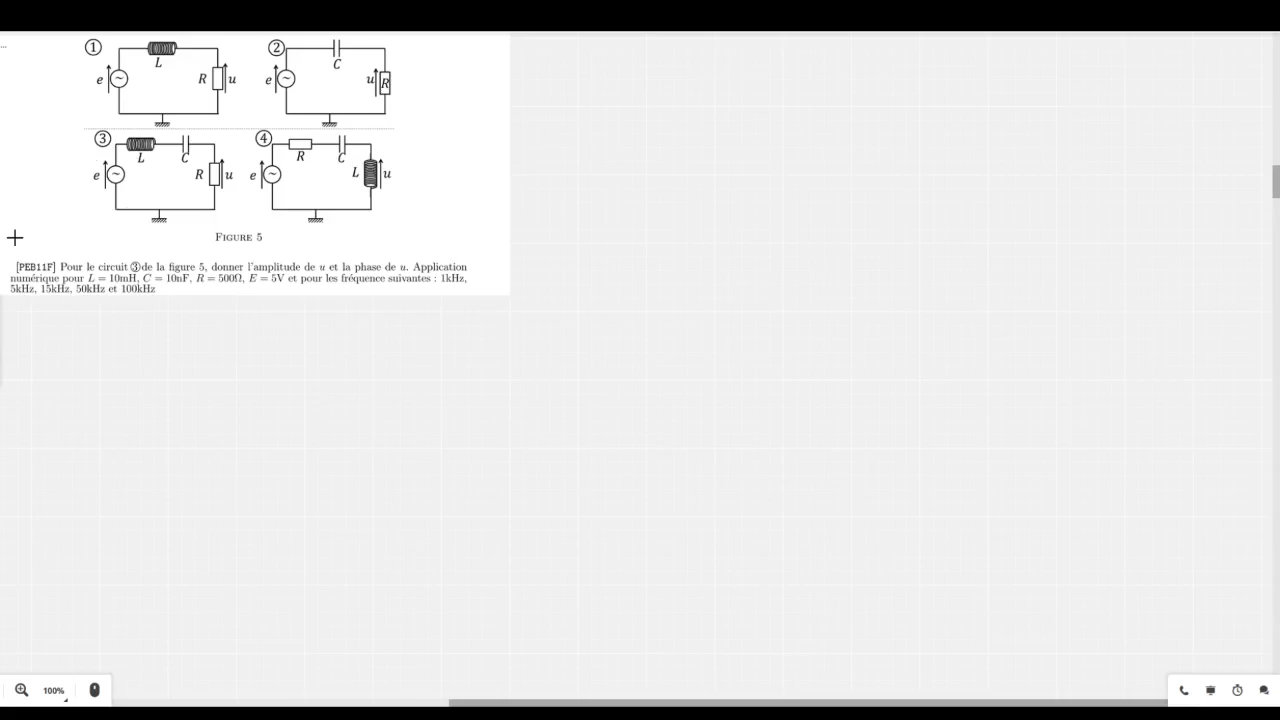 ...
① ②
L C
e R u e u R
③ ④
L C R C
e R u e L u
FIGURE 5
[PEB11F] Pour le circuit ③de la figure 5, donner l'amplitude de u et la phase de u. Application
numérique pour L = 10mH, C = 10nF, R = 500Ω, E = 5V et pour les fréquence suivantes : 1kHz,
5kHz, 15kHz, 50kHz et 100kHz
100%